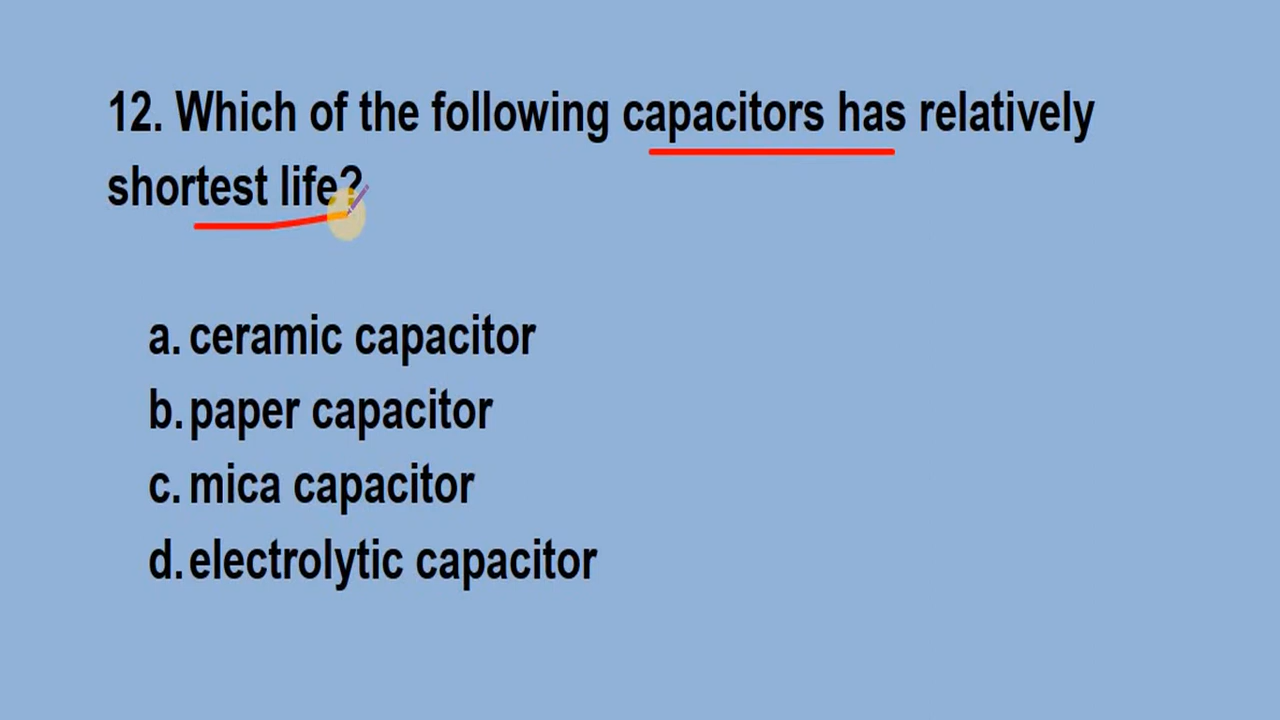 12. Which of the following capacitors has relatively
shortest life?
a. ceramic capacitor
b. paper capacitor
c. mica capacitor
d. electrolytic capacitor